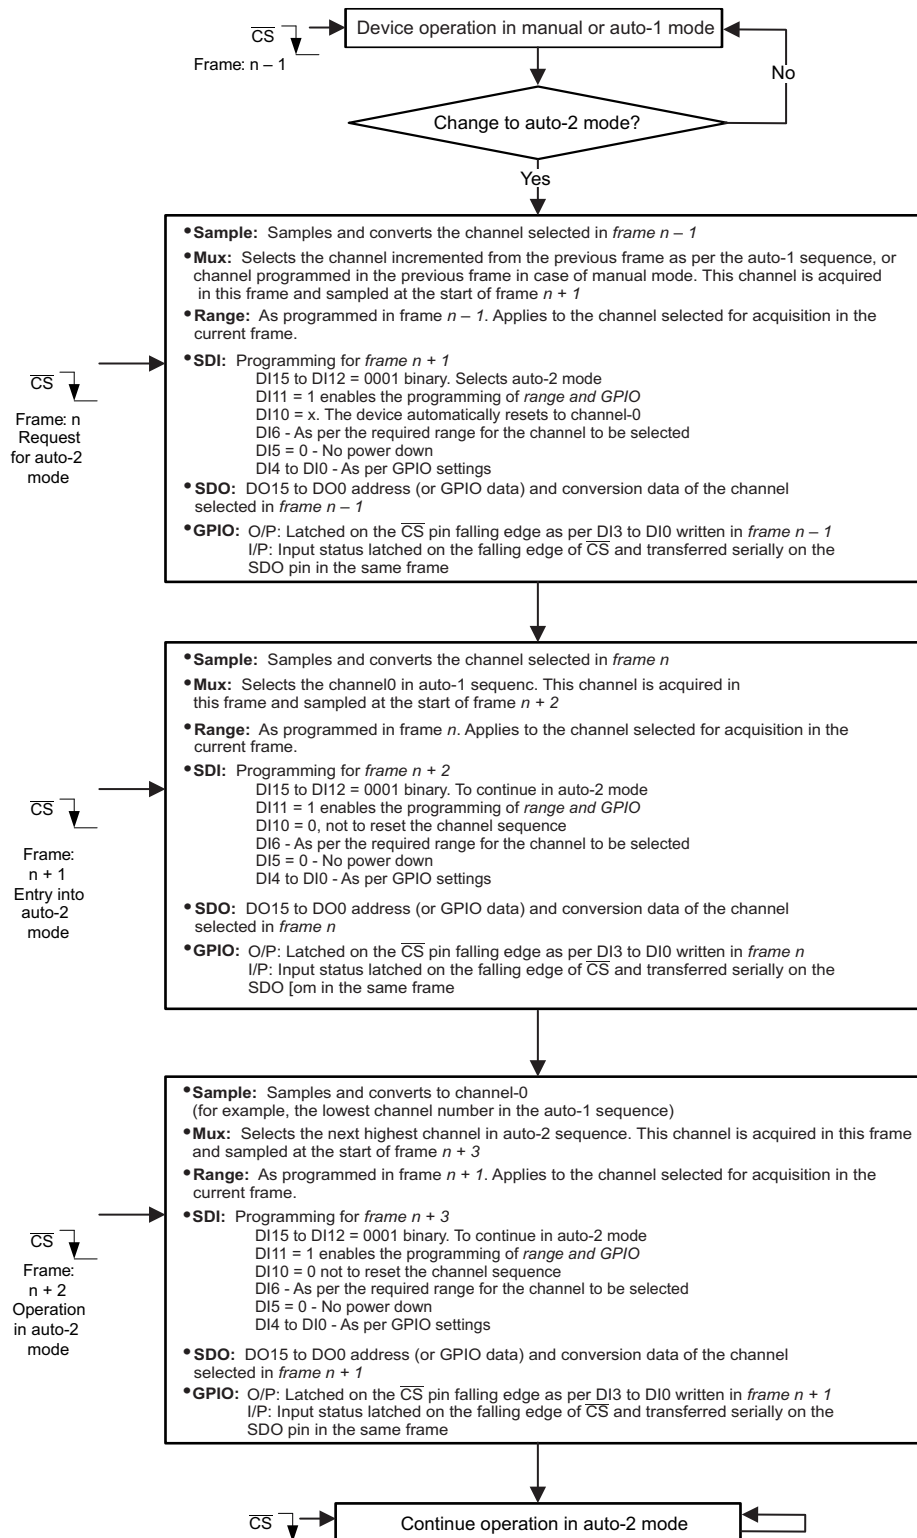 CS
Frame: n – 1
Device operation in manual or auto-1 mode
No
Change to auto-2 mode?
Yes
CS
Frame: n
Request
for auto-2
mode
•Sample: Samples and converts the channel selected in frame n – 1
•Mux: Selects the channel incremented from the previous frame as per the auto-1 sequence, or
channel programmed in the previous frame in case of manual mode. This channel is acquired
in this frame and sampled at the start of frame n + 1
•Range: As programmed in frame n – 1. Applies to the channel selected for acquisition in the
current frame.
•SDI: Programming for frame n + 1
DI15 to DI12 = 0001 binary. Selects auto-2 mode
DI11 = 1 enables the programming of range and GPIO
DI10 = x. The device automatically resets to channel-0
DI6 - As per the required range for the channel to be selected
DI5 = 0 - No power down
DI4 to DI0 - As per GPIO settings
•SDO: DO15 to DO0 address (or GPIO data) and conversion data of the channel
selected in frame n – 1
•GPIO: O/P: Latched on the CS pin falling edge as per DI3 to DI0 written in frame n – 1
I/P: Input status latched on the falling edge of CS and transferred serially on the
SDO pin in the same frame
CS
Frame:
n + 1
Entry into
auto-2
mode
•Sample: Samples and converts the channel selected in frame n
•Mux: Selects the channel0 in auto-1 sequenc. This channel is acquired in
this frame and sampled at the start of frame n + 2
•Range: As programmed in frame n. Applies to the channel selected for acquisition in the
current frame.
•SDI: Programming for frame n + 2
DI15 to DI12 = 0001 binary. To continue in auto-2 mode
DI11 = 1 enables the programming of range and GPIO
DI10 = 0, not to reset the channel sequence
DI6 - As per the required range for the channel to be selected
DI5 = 0 - No power down
DI4 to DI0 - As per GPIO settings
•SDO: DO15 to DO0 address (or GPIO data) and conversion data of the channel
selected in frame n
•GPIO: O/P: Latched on the CS pin falling edge as per DI3 to DI0 written in frame n
I/P: Input status latched on the falling edge of CS and transferred serially on the
SDO [om in the same frame
CS
Frame:
n + 2
Operation
in auto-2
mode
•Sample: Samples and converts to channel-0
(for example, the lowest channel number in the auto-1 sequence)
•Mux: Selects the next highest channel in auto-2 sequence. This channel is acquired in this frame
and sampled at the start of frame n + 3
•Range: As programmed in frame n + 1. Applies to the channel selected for acquisition in the
current frame.
•SDI: Programming for frame n + 3
DI15 to DI12 = 0001 binary. To continue in auto-2 mode
DI11 = 1 enables the programming of range and GPIO
DI10 = 0 not to reset the channel sequence
DI6 - As per the required range for the channel to be selected
DI5 = 0 - No power down
DI4 to DI0 - As per GPIO settings
•SDO: DO15 to DO0 address (or GPIO data) and conversion data of the channel
selected in frame n + 1
•GPIO: O/P: Latched on the CS pin falling edge as per DI3 to DI0 written in frame n + 1
I/P: Input status latched on the falling edge of CS and transferred serially on the
SDO pin in the same frame
CS
Continue operation in auto-2 mode